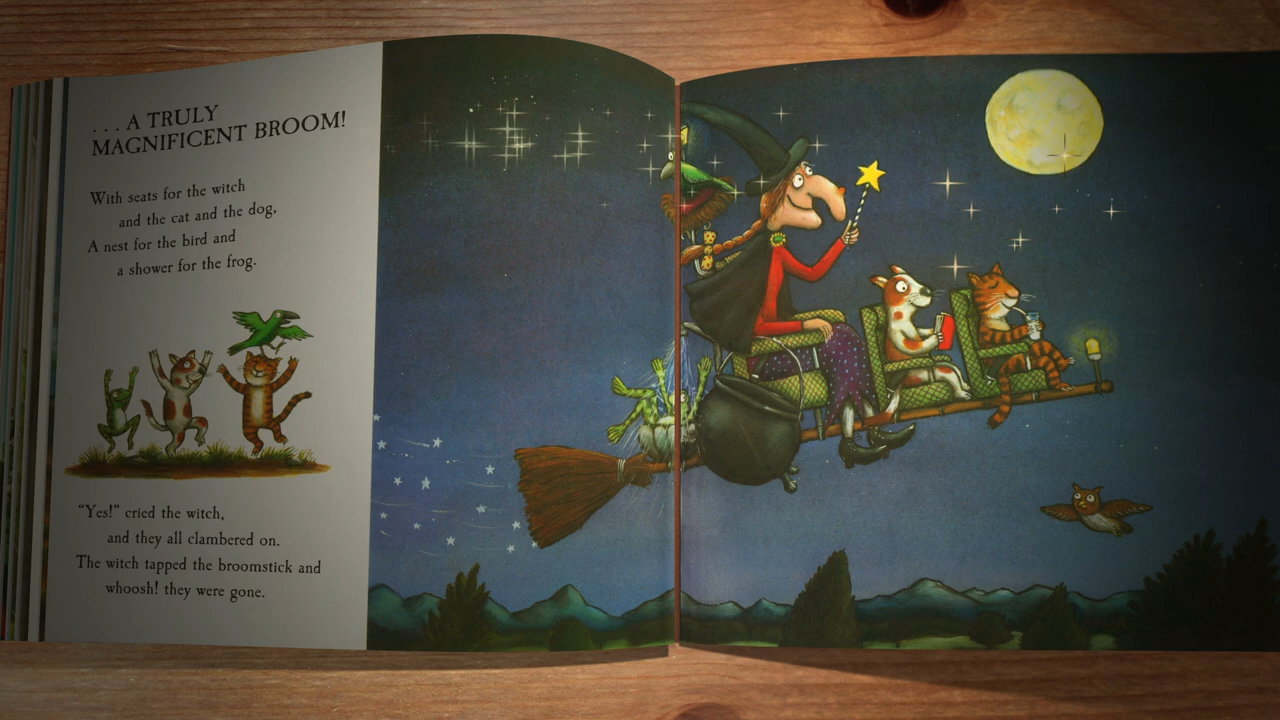 . . . A TRULY
MAGNIFICENT BROOM!
With seats for the witch
and the cat and the dog,
A nest for the bird and
a shower for the frog.
“Yes!” cried the witch,
and they all clambered on.
The witch tapped the broomstick and
whoosh! they were gone.